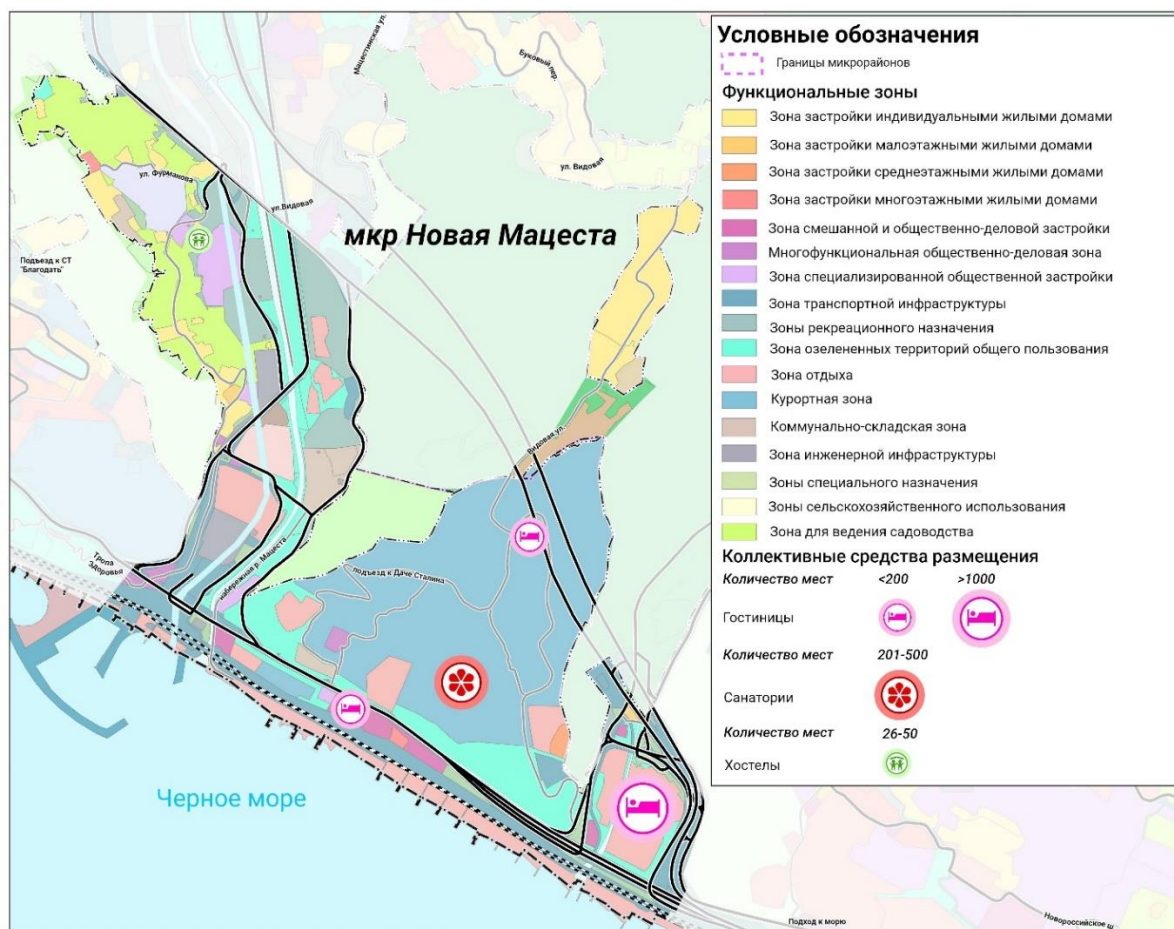 Мацестинская ул.
Буковый пер.
ул. Видовая
ул. Фурманова
ул.Видовая
мкр Новая Мацеста
Подъезд к СТ
"Благодать"
Видовая ул.
Тропа
Здоровья
набережная р. Мацеста
подъезд к Даче Сталина
Черное море
Подход к морю
Новороссийское ш.
Условные обозначения
Границы микрорайонов
Функциональные зоны
Зона застройки индивидуальными жилыми домами
Зона застройки малоэтажными жилыми домами
Зона застройки среднеэтажными жилыми домами
Зона застройки многоэтажными жилыми домами
Зона смешанной и общественно-деловой застройки
Многофункциональная общественно-деловая зона
Зона специализированной общественной застройки
Зона транспортной инфраструктуры
Зоны рекреационного назначения
Зона озелененных территорий общего пользования
Зона отдыха
Курортная зона
Коммунально-складская зона
Зона инженерной инфраструктуры
Зоны специального назначения
Зоны сельскохозяйственного использования
Зона для ведения садоводства
Коллективные средства размещения
Количество мест <200 >1000
Гостиницы
Количество мест 201-500
Санатории
Количество мест 26-50
Хостелы